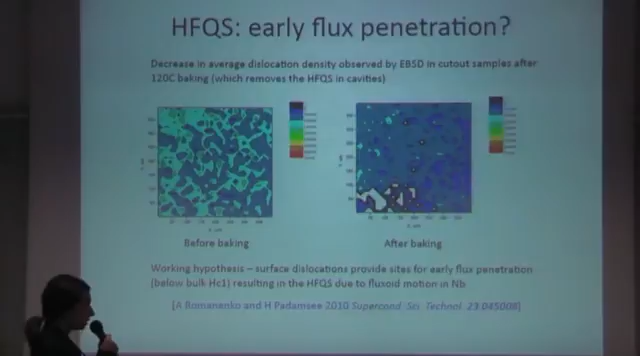 HFQS: early flux penetration?
Decrease in average dislocation density observed by EBSD in cutout samples after
120C baking (which removes the HFQS in cavities)
Before baking
After baking
Working hypothesis – surface dislocations provide sites for early flux penetration
(below bulk Hc1) resulting in the HFQS due to fluxoid motion in Nb
[A Romanenko and H Padamsee 2010 Supercond. Sci. Technol. 23 045008]